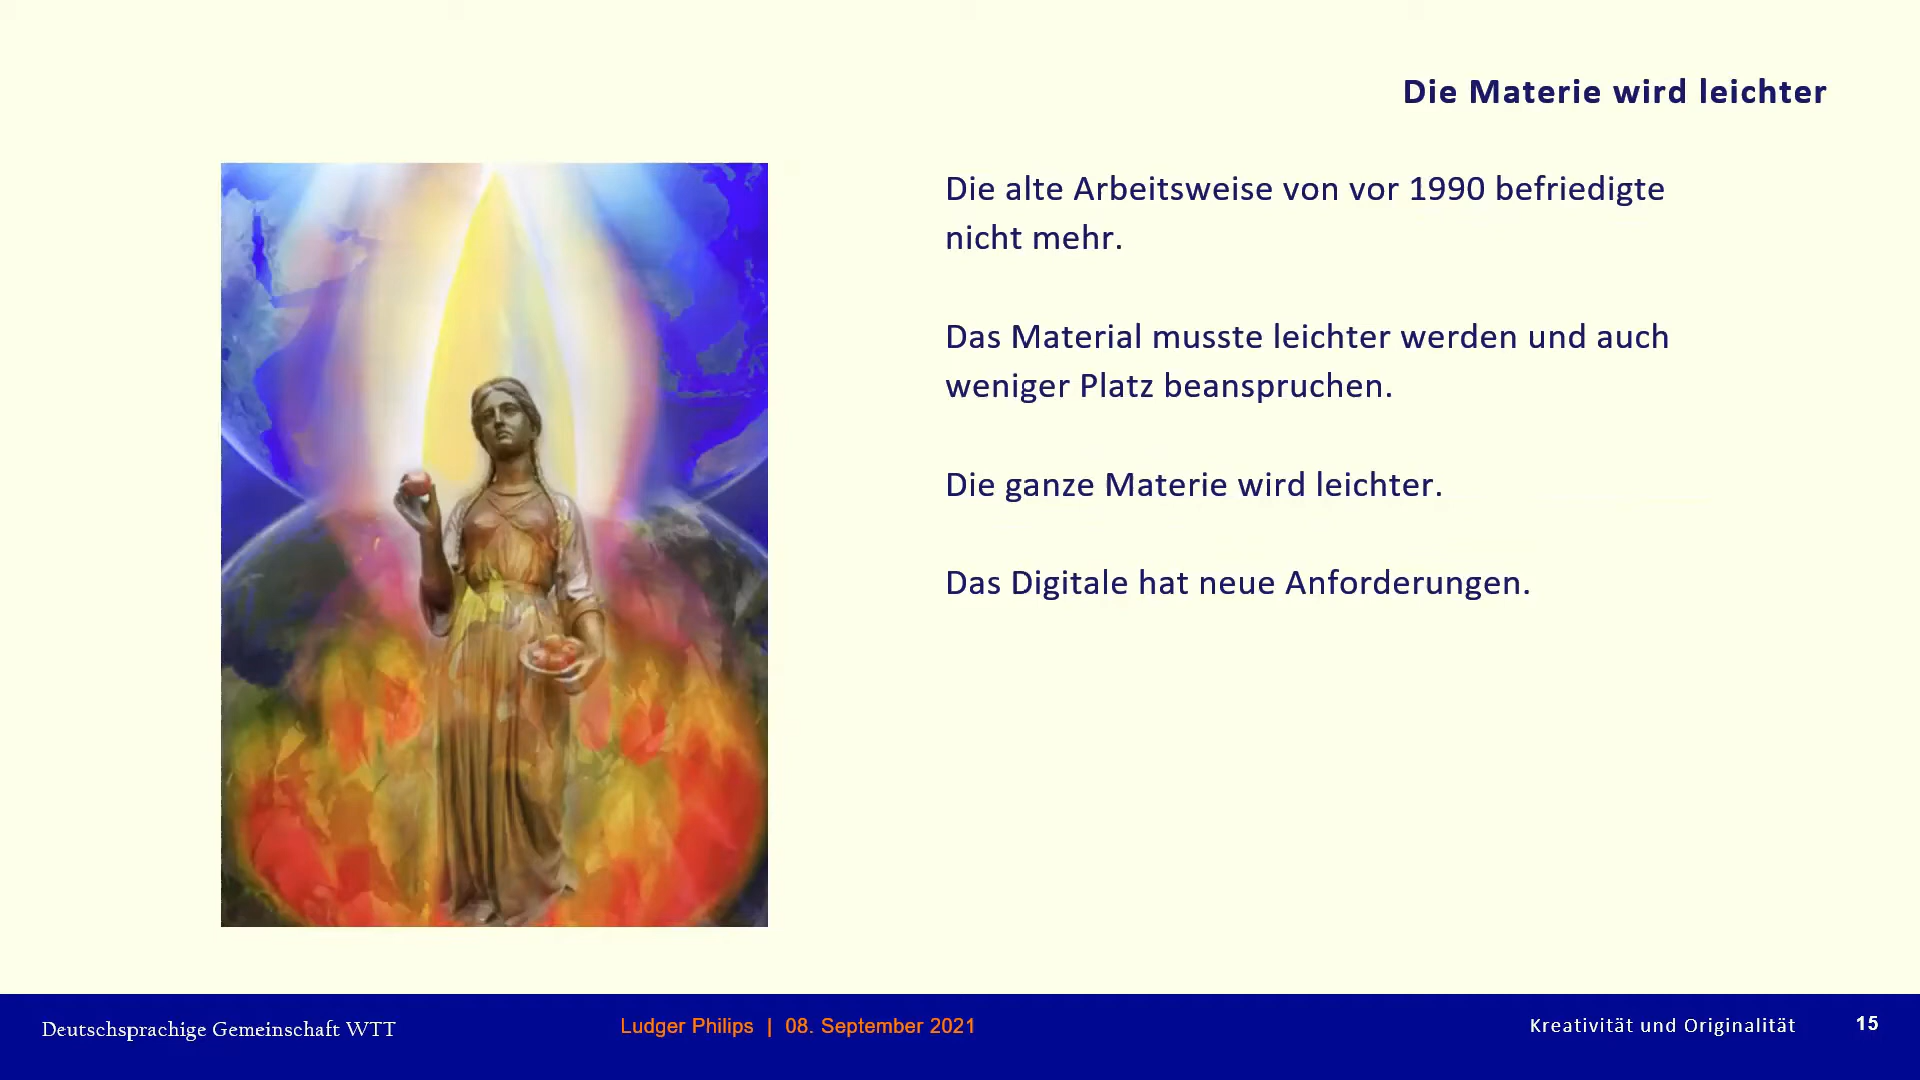 Die Materie wird leichter
Die alte Arbeitsweise von vor 1990 befriedigte
nicht mehr.
Das Material musste leichter werden und auch
weniger Platz beanspruchen.
Die ganze Materie wird leichter.
Das Digitale hat neue Anforderungen.
Deutschsprachige Gemeinschaft WTT
Ludger Philips | 08. September 2021
Kreativität und Originalität
15